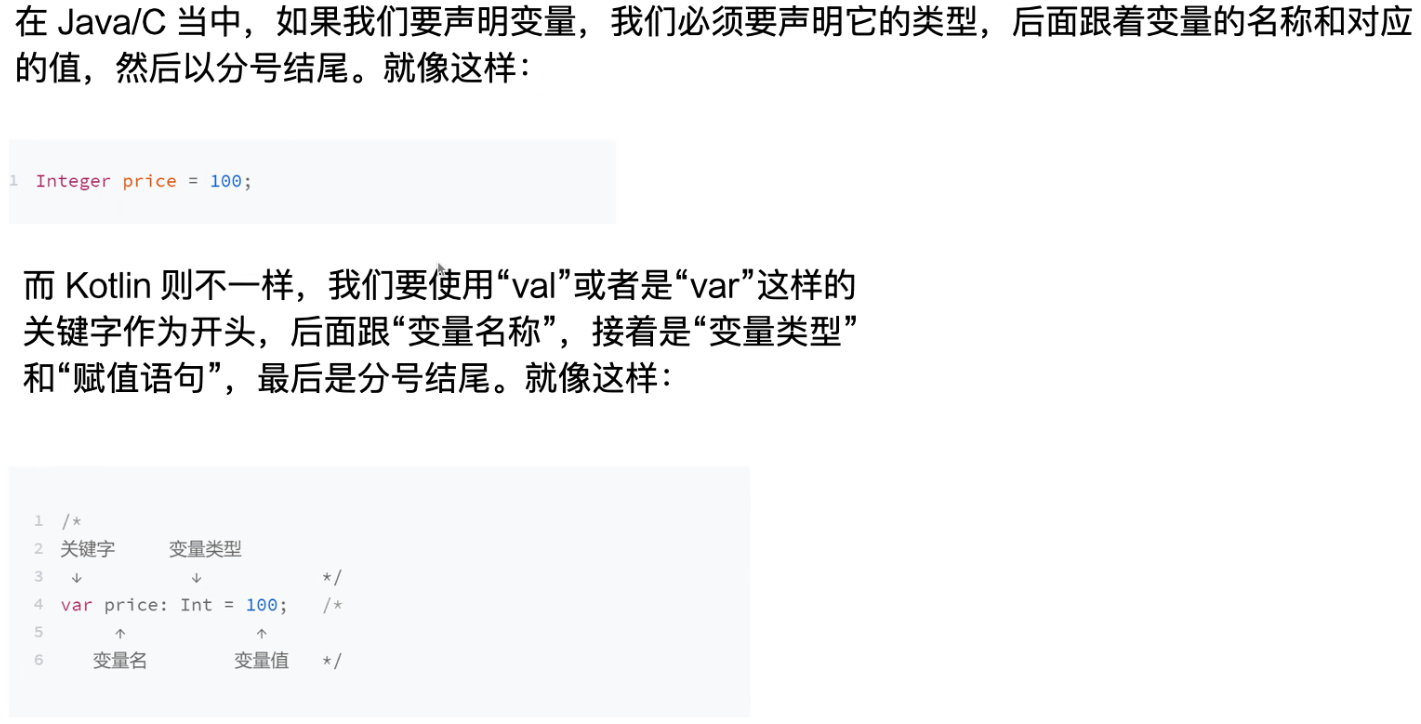 在 Java/C 当中，如果我们要声明变量，我们必须要声明它的类型，后面跟着变量的名称和对应
的值，然后以分号结尾。就像这样：
1 Integer price = 100;
而 Kotlin 则不一样，我们要使用“val”或者是“var”这样的
关键字作为开头，后面跟“变量名称”，接着是“变量类型”
和“赋值语句”，最后是分号结尾。就像这样：
1 /*
2 关键字 变量类型
3 ↓ ↓ */
4 var price: Int = 100; /*
5 ↑ ↑
6 变量名 变量值 */